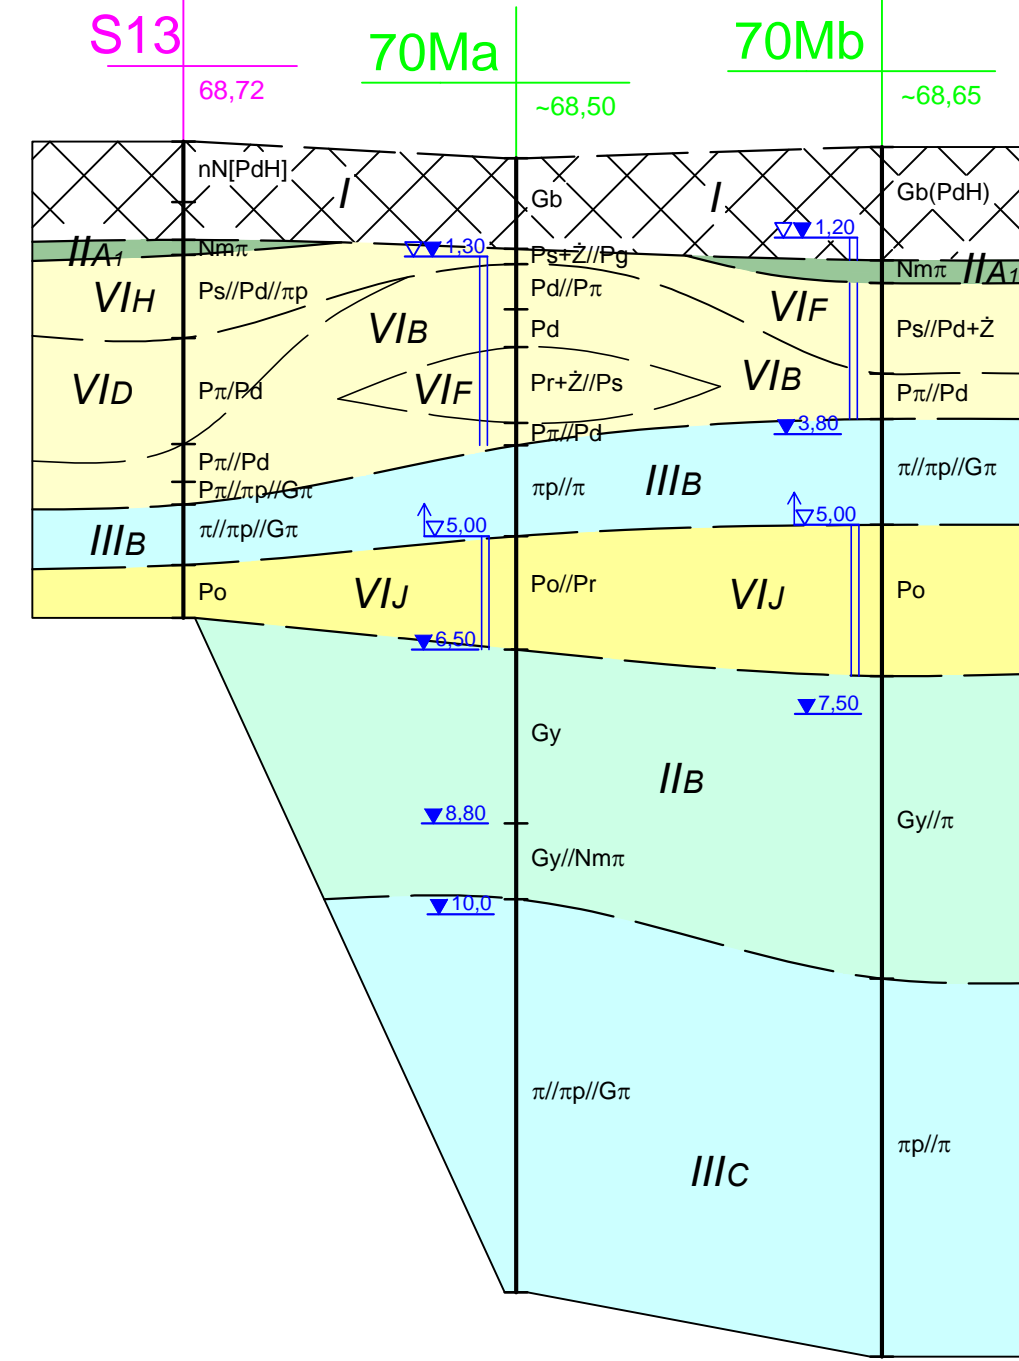 S13
70Ma
70Mb
68,72
~68,50
~68,65
nN[PdH]
I
Gb
I
Gb(PdH)
IIA1
Nmπ
1,30
Ps+Ż//Pg
1,20
Nmπ
IIA1
VIH
Ps//Pd//πp
VIB
Pd//Pπ
Pd
VIF
Ps//Pd+Ż
VID
Pπ/Pd
VIF
Pr+Ż//Ps
VIB
Pπ//Pd
Pπ//Pd
Pπ//Pd
3,80
Pπ//πp//Gπ
πp//π
IIIB
π//πp//Gπ
IIIB
π//πp//Gπ
5,00
5,00
Po
VIJ
Po//Pr
VIJ
Po
6,50
7,50
Gy
IIB
8,80
Gy//π
Gy//Nmπ
10,0
π//πp//Gπ
πp//π
IIIC